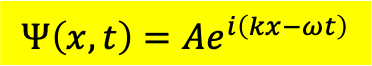 Ψ(x, t) = Ae^{i(kx−ωt)}